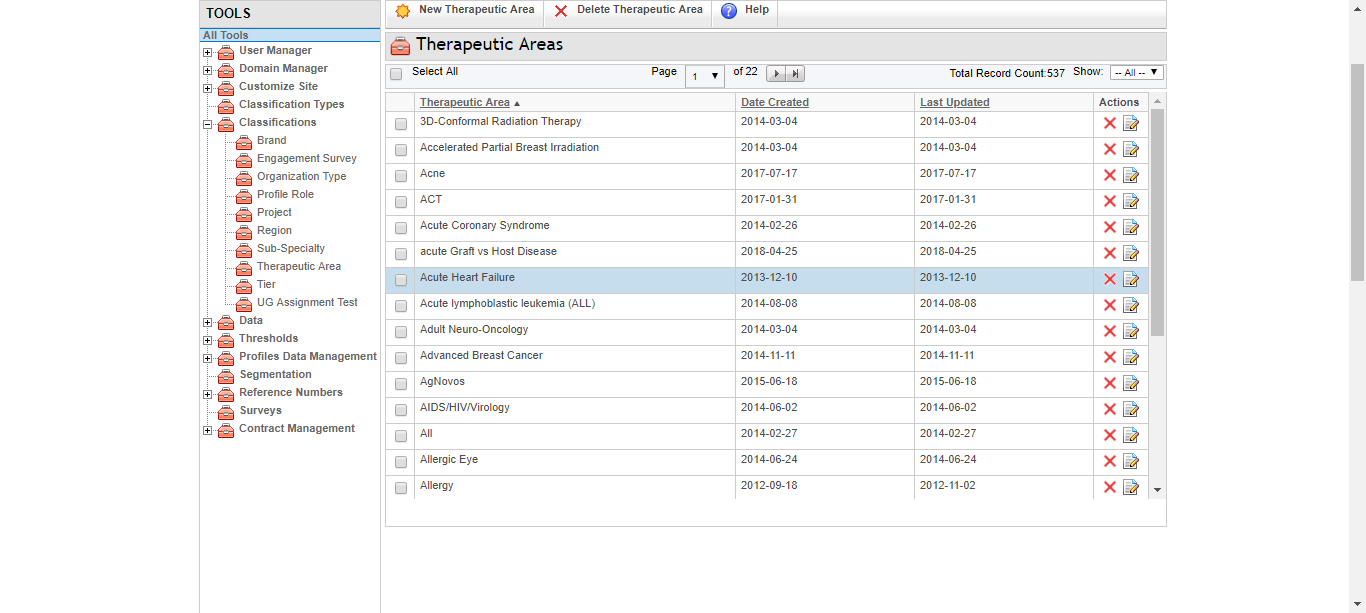 TOOLS
All Tools
User Manager
Domain Manager
Customize Site
Classification Types
Classifications
Brand
Engagement Survey
Organization Type
Profile Role
Project
Region
Sub-Specialty
Therapeutic Area
Tier
UG Assignment Test
Data
Thresholds
Profiles Data Management
Segmentation
Reference Numbers
Surveys
Contract Management
New Therapeutic Area Delete Therapeutic Area Help
Therapeutic Areas
Select All Page 1 of 22 Total Record Count:537 Show: -- All --
Therapeutic Area Date Created Last Updated Actions
3D-Conformal Radiation Therapy 2014-03-04 2014-03-04
Accelerated Partial Breast Irradiation 2014-03-04 2014-03-04
Acne 2017-07-17 2017-07-17
ACT 2017-01-31 2017-01-31
Acute Coronary Syndrome 2014-02-26 2014-02-26
acute Graft vs Host Disease 2018-04-25 2018-04-25
Acute Heart Failure 2013-12-10 2013-12-10
Acute lymphoblastic leukemia (ALL) 2014-08-08 2014-08-08
Adult Neuro-Oncology 2014-03-04 2014-03-04
Advanced Breast Cancer 2014-11-11 2014-11-11
AgNovos 2015-06-18 2015-06-18
AIDS/HIV/Virology 2014-06-02 2014-06-02
All 2014-02-27 2014-02-27
Allergic Eye 2014-06-24 2014-06-24
Allergy 2012-09-18 2012-11-02